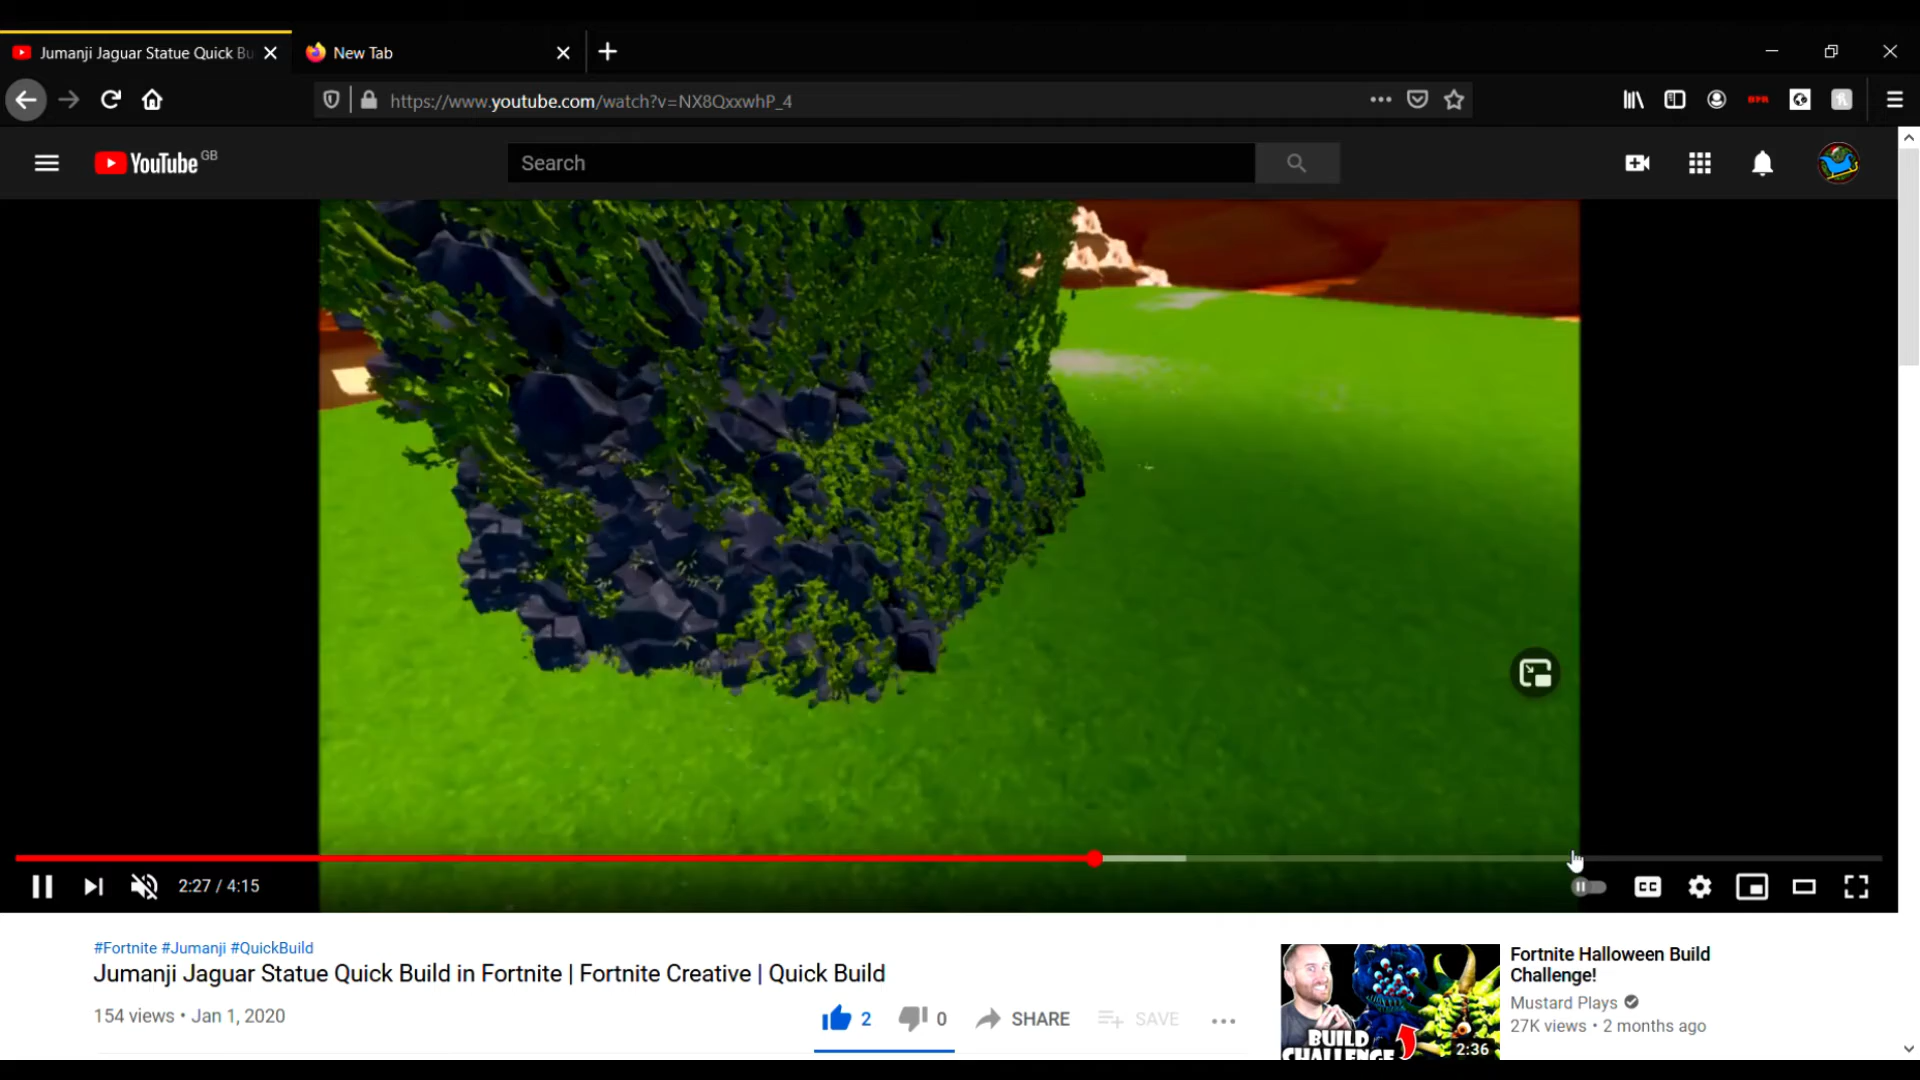 Jumanji Jaguar Statue Quick Bu
New Tab
https://www.youtube.com/watch?v=NX8QxxwhP_4
YouTube GB
Search
2:27 / 4:15
CC
#Fortnite #Jumanji #QuickBuild
Jumanji Jaguar Statue Quick Build in Fortnite | Fortnite Creative | Quick Build
154 views • Jan 1, 2020
2
0
SHARE
SAVE
BUILD
CHALLENGE
2:36
Fortnite Halloween Build
Challenge!
Mustard Plays
27K views • 2 months ago